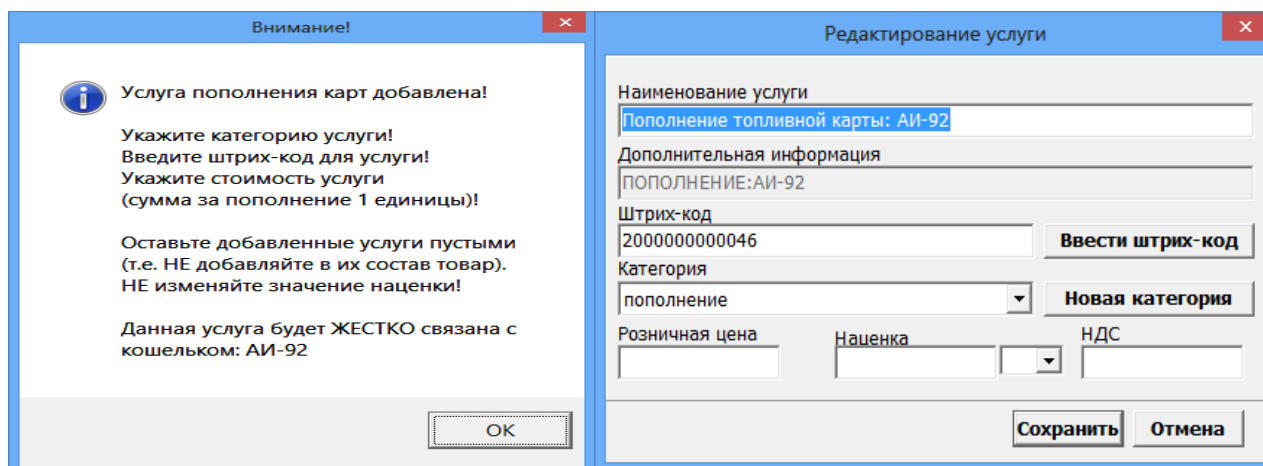 Внимание!
Услуга пополнения карт добавлена!
Укажите категорию услуги!
Введите штрих-код для услуги!
Укажите стоимость услуги
(сумма за пополнение 1 единицы)!
Оставьте добавленные услуги пустыми
(т.е. НЕ добавляйте в их состав товар).
НЕ изменяйте значение наценки!
Данная услуга будет ЖЕСТКО связана с
кошельком: АИ-92
OK
Редактирование услуги
Наименование услуги
Пополнение топливной карты: АИ-92
Дополнительная информация
ПОПОЛНЕНИЕ:АИ-92
Штрих-код
2000000000046
Ввести штрих-код
Категория
пополнение
Новая категория
Розничная цена
Наценка
НДС
Сохранить
Отмена